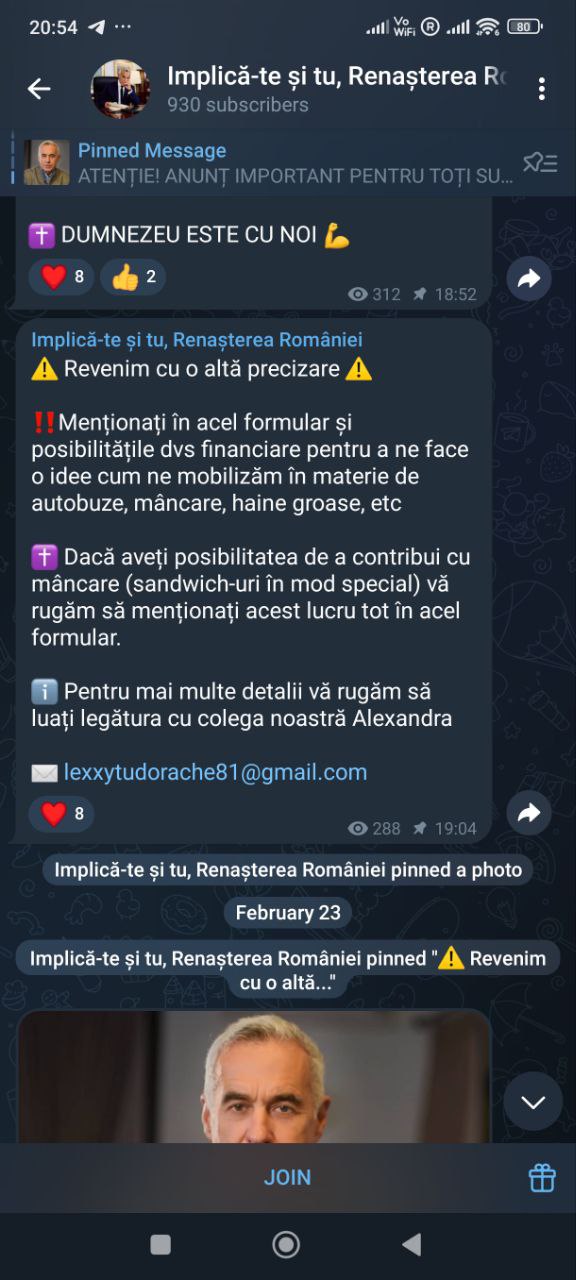 20:54
Vo
WiFi
R
80
Implică-te și tu, Renașterea Ro
930 subscribers
Pinned Message
ATENȚIE! ANUNȚ IMPORTANT PENTRU TOȚI SU...
✝️ DUMNEZEU ESTE CU NOI 💪
❤️ 8 👍 2
312 18:52
Implică-te și tu, Renașterea României
⚠️ Revenim cu o altă precizare ⚠️
‼️Menționați în acel formular și
posibilitățile dvs financiare pentru a ne face
o idee cum ne mobilizăm în materie de
autobuze, mâncare, haine groase, etc
✝️ Dacă aveți posibilitatea de a contribui cu
mâncare (sandwich-uri în mod special) vă
rugăm să menționați acest lucru tot în acel
formular.
ℹ️ Pentru mai multe detalii vă rugăm să
luați legătura cu colega noastră Alexandra
✉️ lexxytudorache81@gmail.com
❤️ 8
288 19:04
Implică-te și tu, Renașterea României pinned a photo
February 23
Implică-te și tu, Renașterea României pinned "⚠️ Revenim
cu o altă..."
JOIN